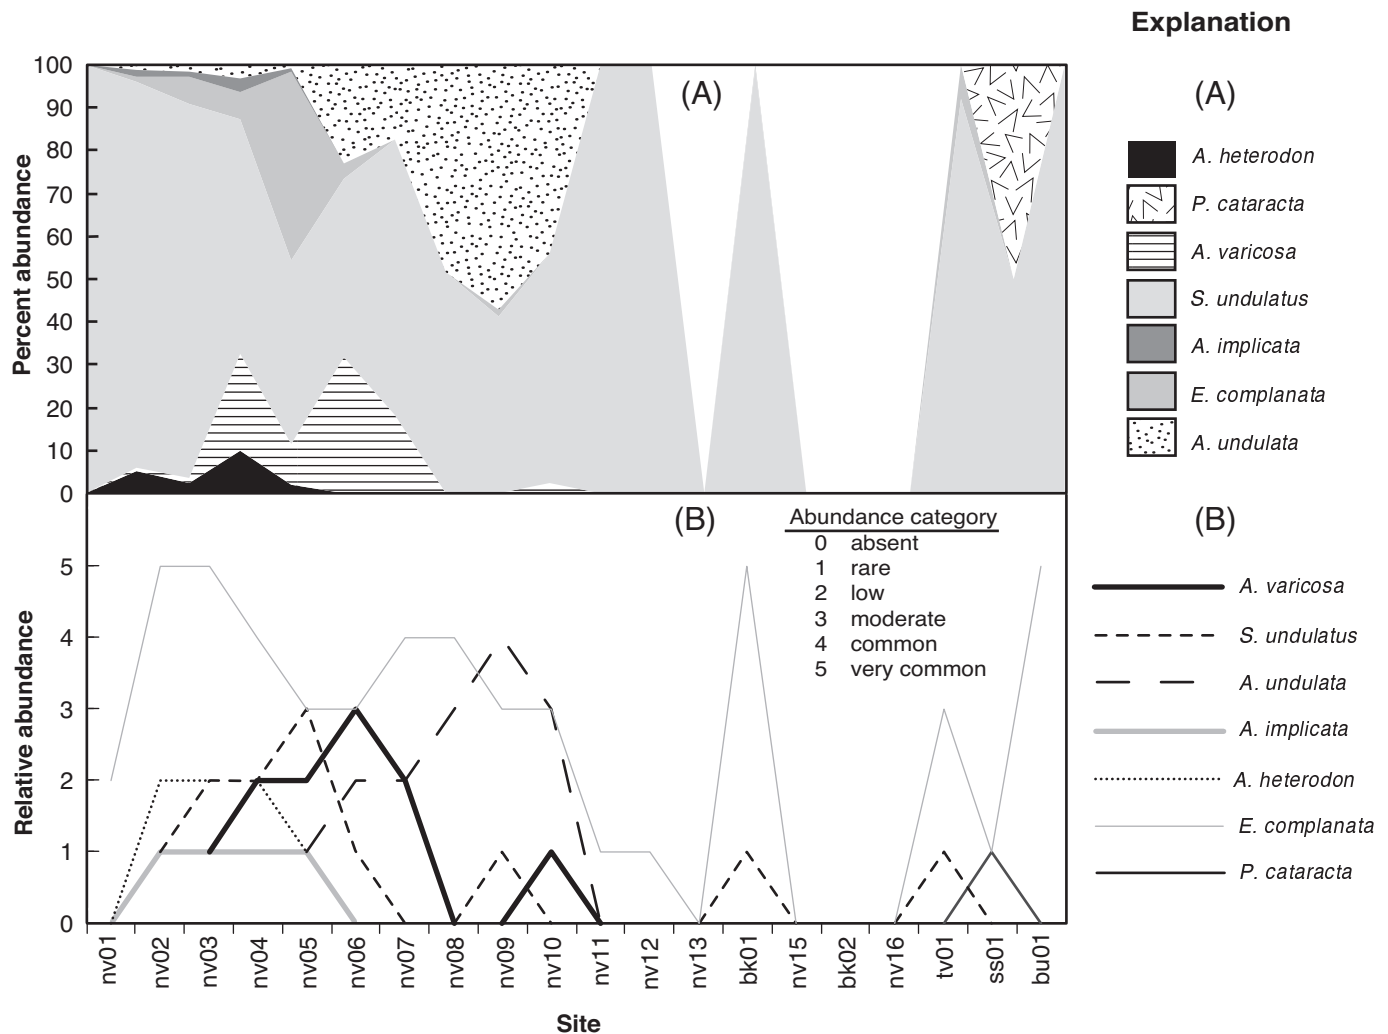 Explanation
(A)
(A)
100
90
80
70
60
50
40
30
20
10
0
Percent abundance
A. heterodon
P. cataracta
A. varicosa
S. undulatus
A. implicata
E. complanata
A. undulata
(B)
Abundance category
0 absent
1 rare
2 low
3 moderate
4 common
5 very common
(B)
5
4
3
2
1
0
Relative abundance
A. varicosa
S. undulatus
A. undulata
A. implicata
A. heterodon
E. complanata
P. cataracta
nv01
nv02
nv03
nv04
nv05
nv06
nv07
nv08
nv09
nv10
nv11
nv12
nv13
bk01
nv15
bk02
nv16
tv01
ss01
bu01
Site